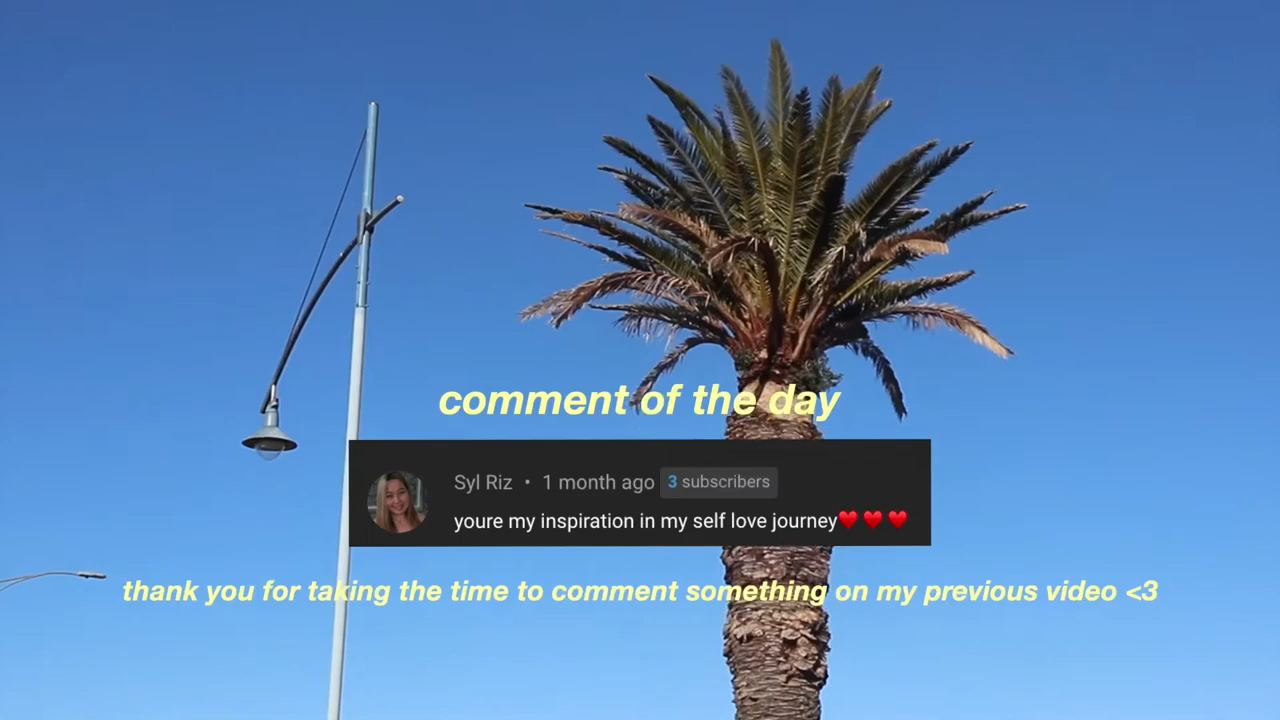 comment of the day
Syl Riz • 1 month ago 3 subscribers
youre my inspiration in my self love journey❤️❤️❤️
thank you for taking the time to comment something on my previous video <3